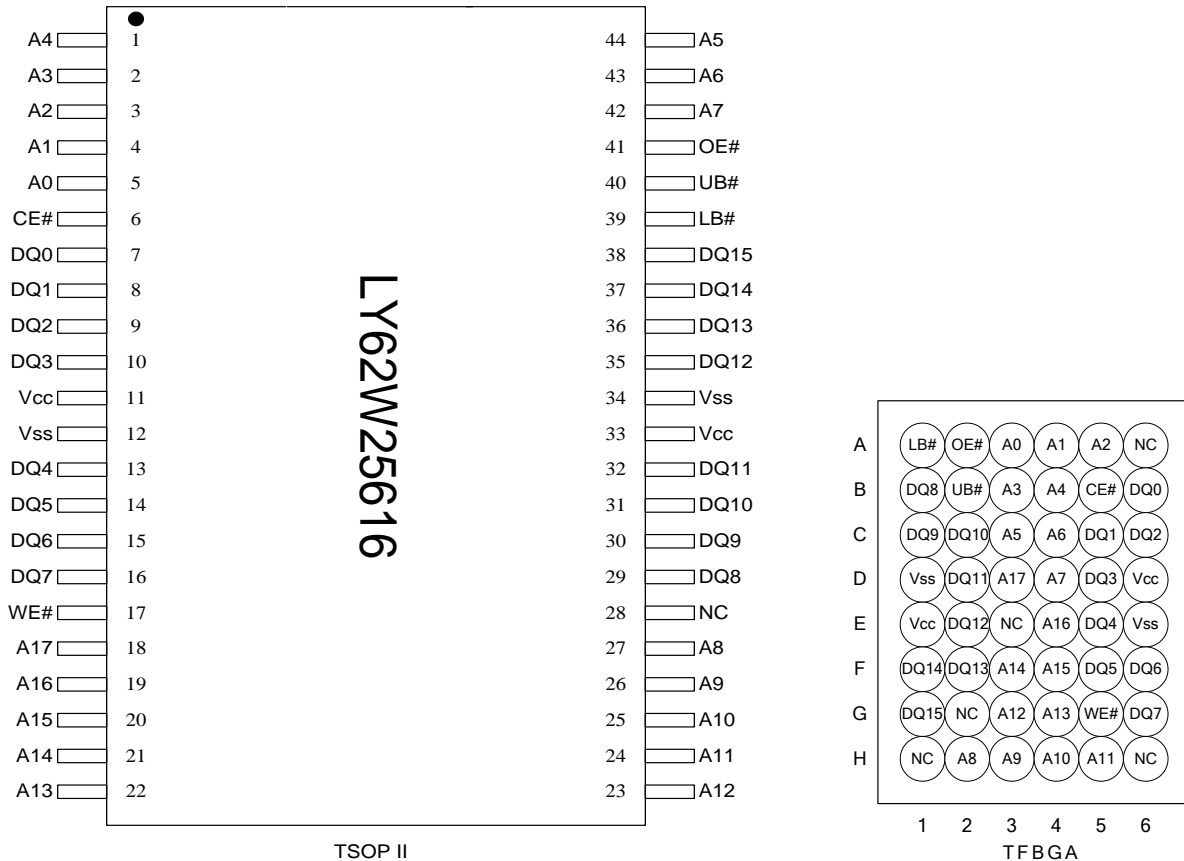 A4 1 44 A5
A3 2 43 A6
A2 3 42 A7
A1 4 41 OE#
A0 5 40 UB#
CE# 6 39 LB#
DQ0 7 38 DQ15
DQ1 8 37 DQ14
DQ2 9 36 DQ13
DQ3 10 35 DQ12
Vcc 11 34 Vss
Vss 12 33 Vcc
DQ4 13 32 DQ11
DQ5 14 31 DQ10
DQ6 15 30 DQ9
DQ7 16 29 DQ8
WE# 17 28 NC
A17 18 27 A8
A16 19 26 A9
A15 20 25 A10
A14 21 24 A11
A13 22 23 A12
LY62W25616
TSOP II
A LB# OE# A0 A1 A2 NC
B DQ8 UB# A3 A4 CE# DQ0
C DQ9 DQ10 A5 A6 DQ1 DQ2
D Vss DQ11 A17 A7 DQ3 Vcc
E Vcc DQ12 NC A16 DQ4 Vss
F DQ14 DQ13 A14 A15 DQ5 DQ6
G DQ15 NC A12 A13 WE# DQ7
H NC A8 A9 A10 A11 NC
1 2 3 4 5 6
TFBGA